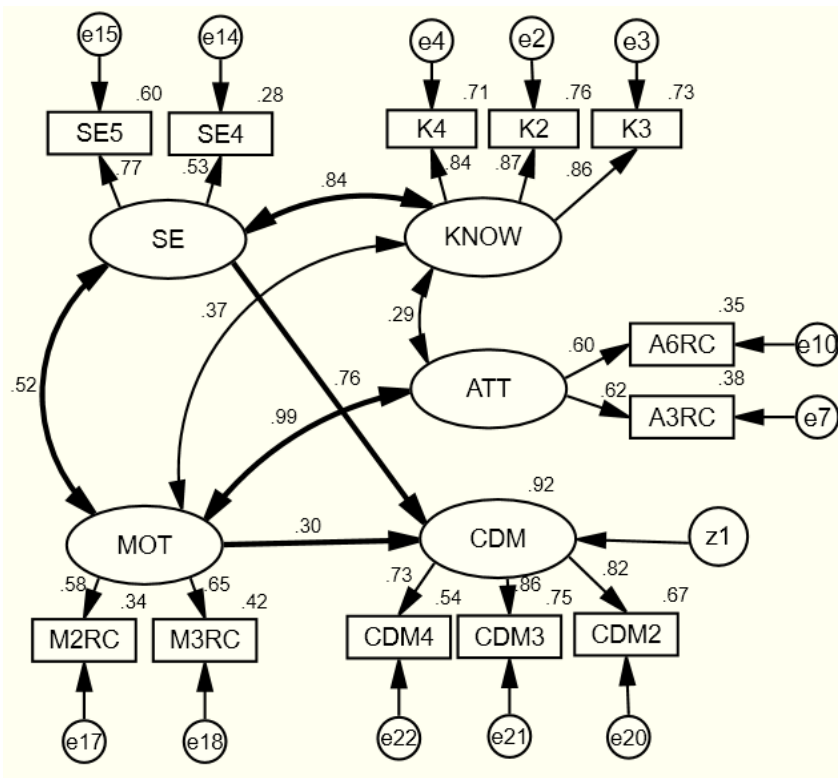 e15
e14
e4
e2
e3
.60
.28
.71
.76
.73
SE5
SE4
K4
K2
K3
.77
.53
.84
.87
.86
.84
SE
KNOW
.37
.29
.35
.60
A6RC
e10
.52
.76
ATT
.99
.62
.38
A3RC
e7
.92
MOT
.30
CDM
z1
.58
.34
.65
.42
.73
.54
.86
.75
.82
.67
M2RC
M3RC
CDM4
CDM3
CDM2
e17
e18
e22
e21
e20